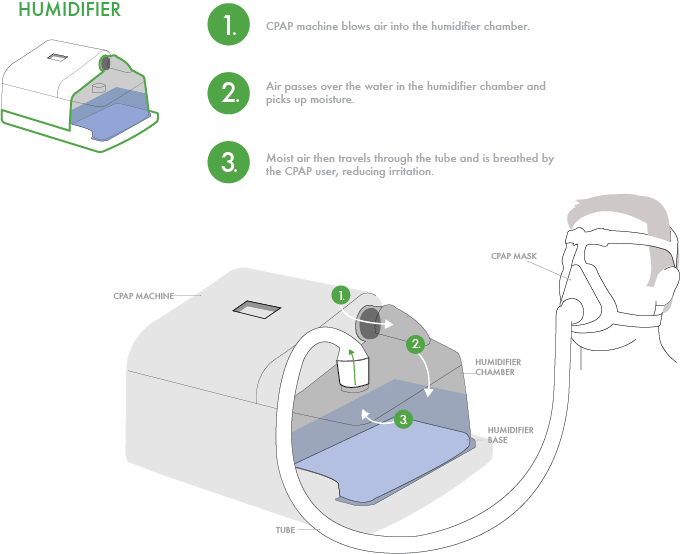 HUMIDIFIER
1. CPAP machine blows air into the humidifier chamber.
2. Air passes over the water in the humidifier chamber and
picks up moisture.
3. Moist air then travels through the tube and is breathed by
the CPAP user, reducing irritation.
CPAP MASK
CPAP MACHINE
1.
2.
HUMIDIFIER
CHAMBER
3.
HUMIDIFIER
BASE
TUBE